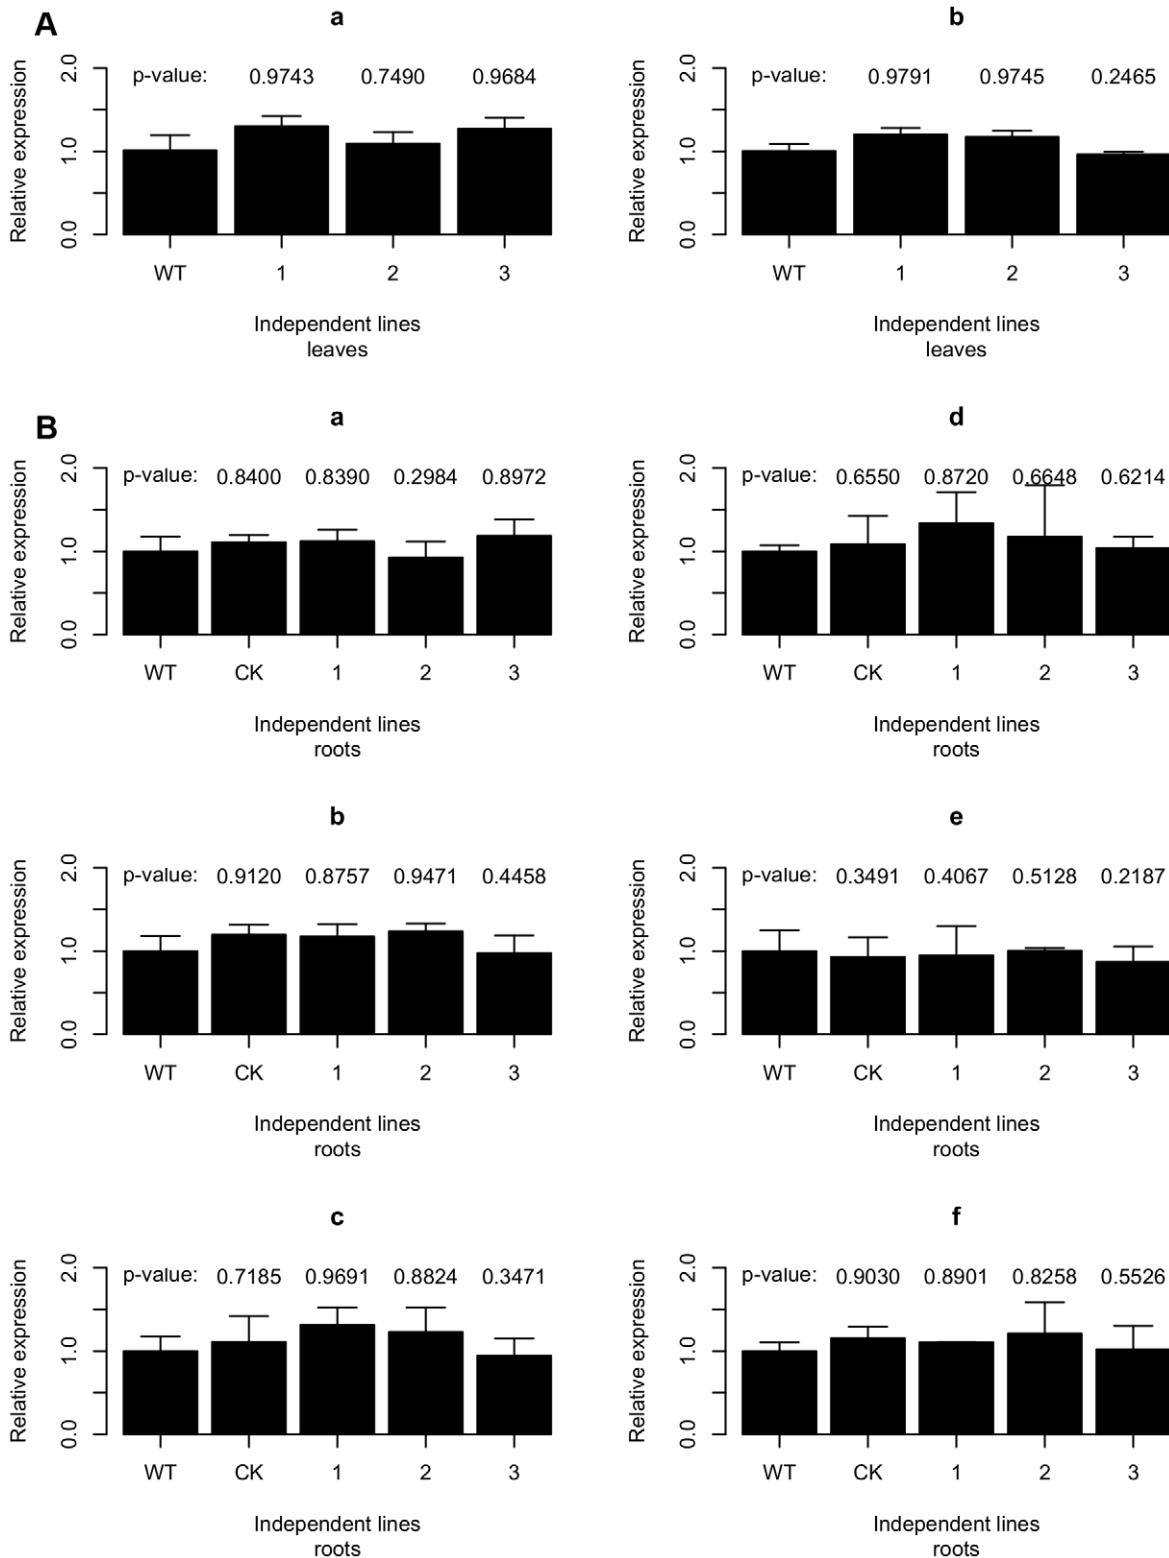 A
a
Relative expression
2.0
1.0
0.0
p-value: 0.9743 0.7490 0.9684
WT 1 2 3
Independent lines
leaves
b
Relative expression
2.0
1.0
0.0
p-value: 0.9791 0.9745 0.2465
WT 1 2 3
Independent lines
leaves
B
a
Relative expression
2.0
1.0
0.0
p-value: 0.8400 0.8390 0.2984 0.8972
WT CK 1 2 3
Independent lines
roots
d
Relative expression
2.0
1.0
0.0
p-value: 0.6550 0.8720 0.6648 0.6214
WT CK 1 2 3
Independent lines
roots
b
Relative expression
2.0
1.0
0.0
p-value: 0.9120 0.8757 0.9471 0.4458
WT CK 1 2 3
Independent lines
roots
e
Relative expression
2.0
1.0
0.0
p-value: 0.3491 0.4067 0.5128 0.2187
WT CK 1 2 3
Independent lines
roots
c
Relative expression
2.0
1.0
0.0
p-value: 0.7185 0.9691 0.8824 0.3471
WT CK 1 2 3
Independent lines
roots
f
Relative expression
2.0
1.0
0.0
p-value: 0.9030 0.8901 0.8258 0.5526
WT CK 1 2 3
Independent lines
roots